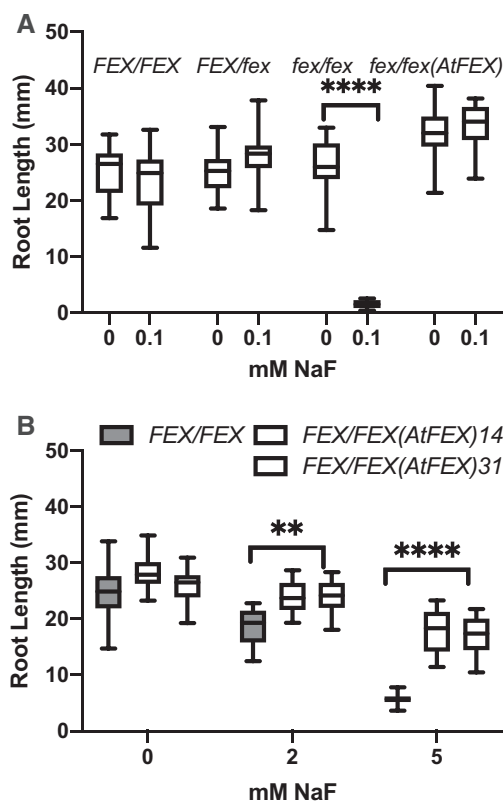 A
50
FEX/FEX FEX/fex fex/fex fex/fex(AtFEX)
****
40
30
20
10
0
Root Length (mm)
0 0.1 0 0.1 0 0.1 0 0.1
mM NaF
B
FEX/FEX FEX/FEX(AtFEX)14
FEX/FEX(AtFEX)31
50
40
30
20
10
0
Root Length (mm)
**
****
0 2 5
mM NaF